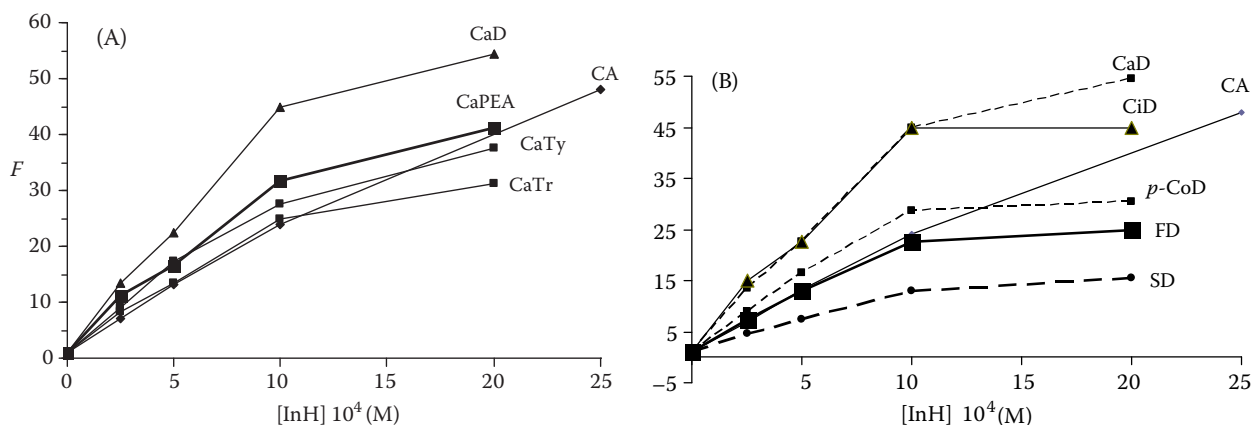 (A)
60
50
40
30
20
10
0
F
CaD
CA
CaPEA
CaTy
CaTr
0 5 10 15 20 25
[InH] 10⁴ (M)
(B)
55
45
35
25
15
5
−5
CaD
CA
CiD
p-CoD
FD
SD
0 5 10 15 20 25
[InH] 10⁴ (M)